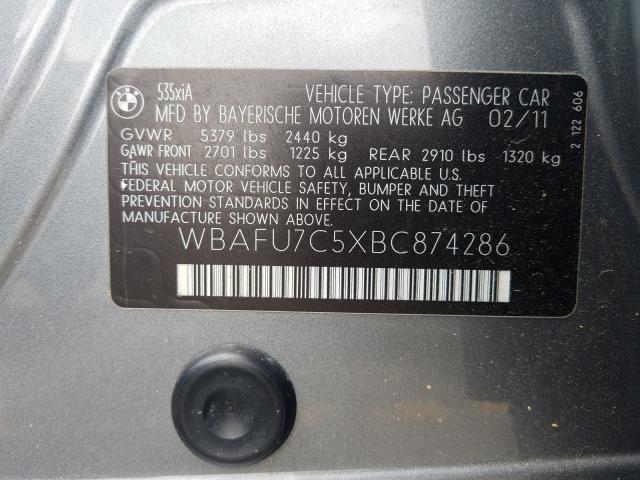 BMW
535xiA VEHICLE TYPE: PASSENGER CAR
MFD BY BAYERISCHE MOTOREN WERKE AG 02/11
GVWR 5379 lbs 2440 kg
GAWR FRONT 2701 lbs 1225 kg REAR 2910 lbs 1320 kg
THIS VEHICLE CONFORMS TO ALL APPLICABLE U.S.
FEDERAL MOTOR VEHICLE SAFETY, BUMPER AND THEFT
PREVENTION STANDARDS IN EFFECT ON THE DATE OF
MANUFACTURE SHOWN ABOVE.
WBAFU7C5XBC874286
2 122 606